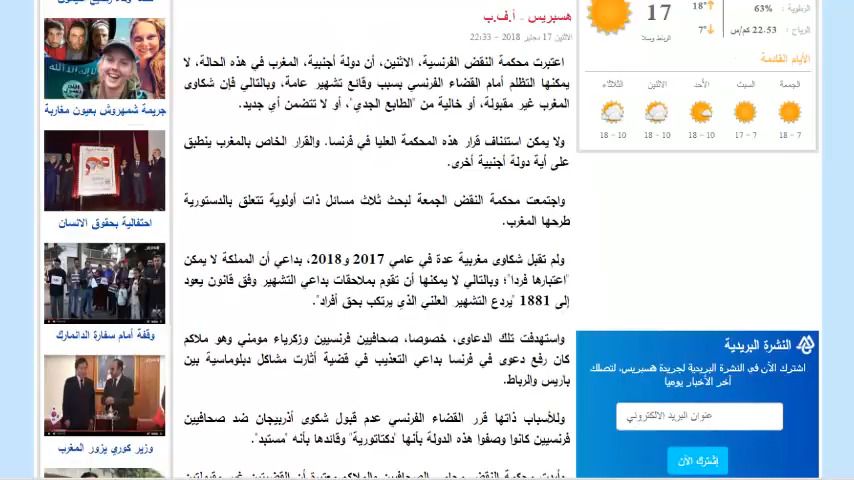 هسبريس - أ.ف.ب
الاثنين 17 دجنبر 2018 - 22:33
اعتبرت محكمة النقض الفرنسية، الاثنين، أن دولة أجنبية، المغرب في هذه الحالة، لا
يمكنها التظلم أمام القضاء الفرنسي بسبب وقائع تشهير عامة، وبالتالي فإن شكاوى
المغرب غير مقبولة، أو خالية من "الطابع الجدي"، أو لا تتضمن أي جديد.
ولا يمكن استئناف قرار هذه المحكمة العليا في فرنسا. والقرار الخاص بالمغرب ينطبق
على أية دولة أجنبية أخرى.
واجتمعت محكمة النقض الجمعة لبحث ثلاث مسائل ذات أولوية تتعلق بالدستورية
طرحها المغرب.
ولم تقبل شكاوى مغربية عدة في عامي 2017 و2018، بداعي أن المملكة لا يمكن
"اعتبارها فردا"؛ وبالتالي لا يمكنها أن تقوم بملاحقات بداعي التشهير وفق قانون يعود
إلى 1881 "يردع التشهير العلني الذي يرتكب بحق أفراد".
واستهدفت تلك الدعاوى، خصوصا، صحافيين فرنسيين وزكرياء مومني وهو ملاكم
كان رفع دعوى في فرنسا بداعي التعذيب في قضية أثارت مشاكل دبلوماسية بين
باريس والرباط.
وللأسباب ذاتها قرر القضاء الفرنسي عدم قبول شكوى أذربيجان ضد صحافيين
فرنسيين كانوا وصفوا هذه الدولة بأنها "دكتاتورية" وقائدها بأنه "مستبد".
الرطوبة : 63%
الرياح : 22.53 كم/س
18°
7°
17
الرباط وسلا
الأيام القادمة
الجمعة السبت الأحد الاثنين الثلاثاء
18 - 7 17 - 7 18 - 10 18 - 10 18 - 10
النشرة البريدية
اشترك الآن في النشرة البريدية لجريدة هسبريس، لتصلك
آخر الأخبار يوميا
عنوان البريد الالكتروني
إشترك الآن
جريمة شمهروش بعيون مغاربة
احتفالية بحقوق الانسان
وقفة أمام سفارة الدانمارك
وزير كوري يزور المغرب